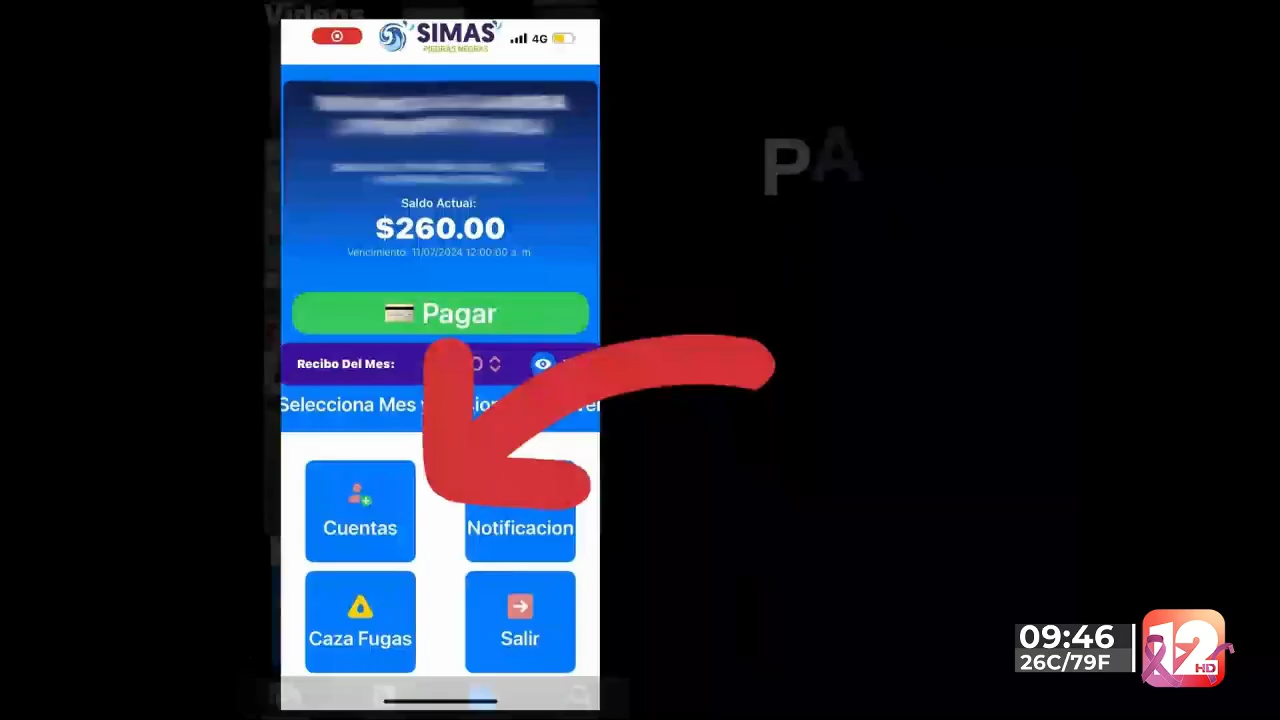 Videos
SIMAS
PIEDRAS NEGRAS
4G
Saldo Actual:
$260.00
Vencimiento: 11/07/2024 12:00:00 a. m.
Pagar
Recibo Del Mes:
Selecciona Mes
Cuentas
Notificacion
Caza Fugas
Salir
PA
09:46
26C/79F
12
HD